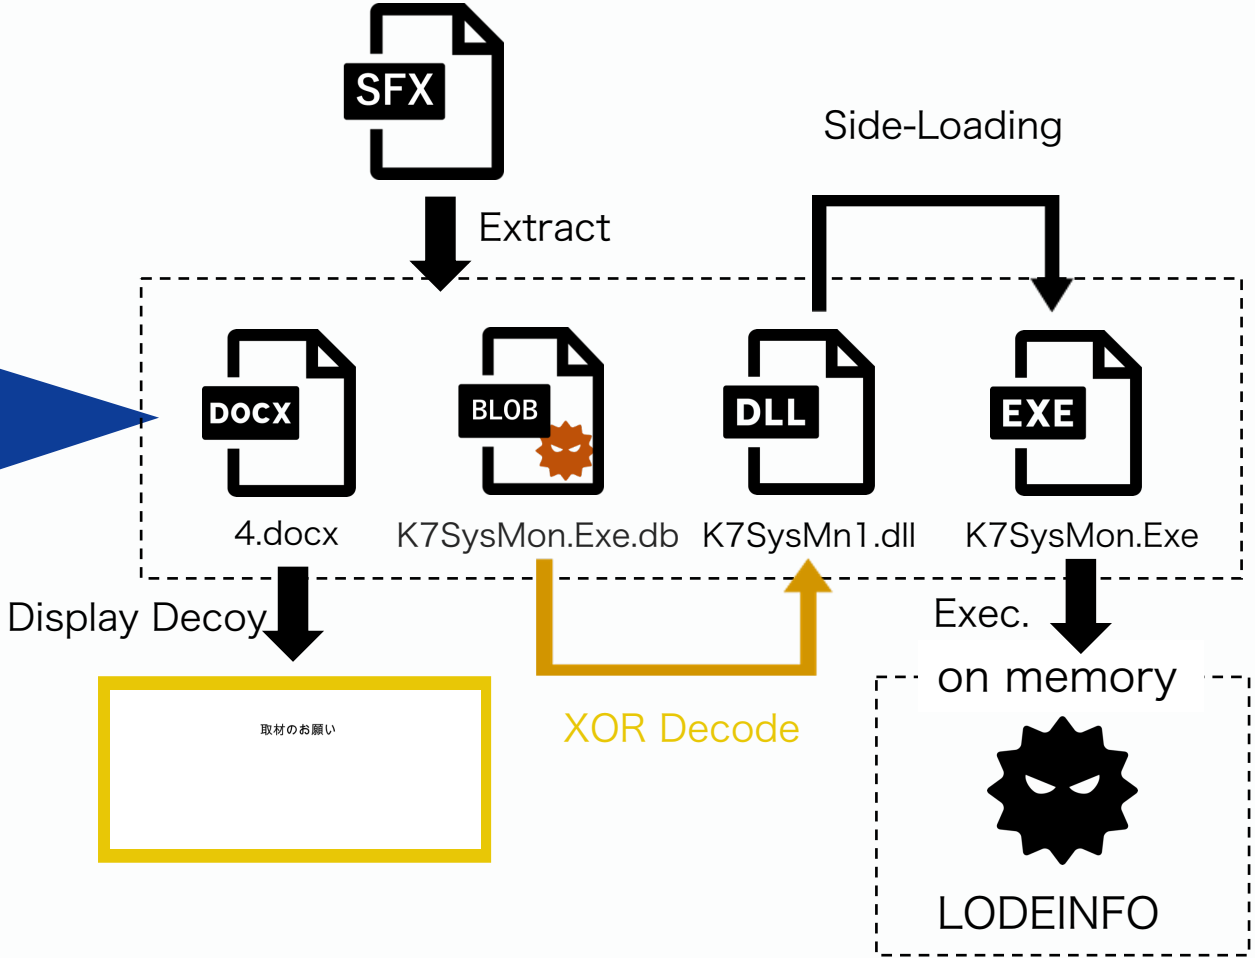 SFX
Extract
Side-Loading
DOCX
BLOB
DLL
EXE
4.docx
K7SysMon.Exe.db
K7SysMn1.dll
K7SysMon.Exe
Display Decoy
Exec.
on memory
取材のお願い
XOR Decode
LODEINFO